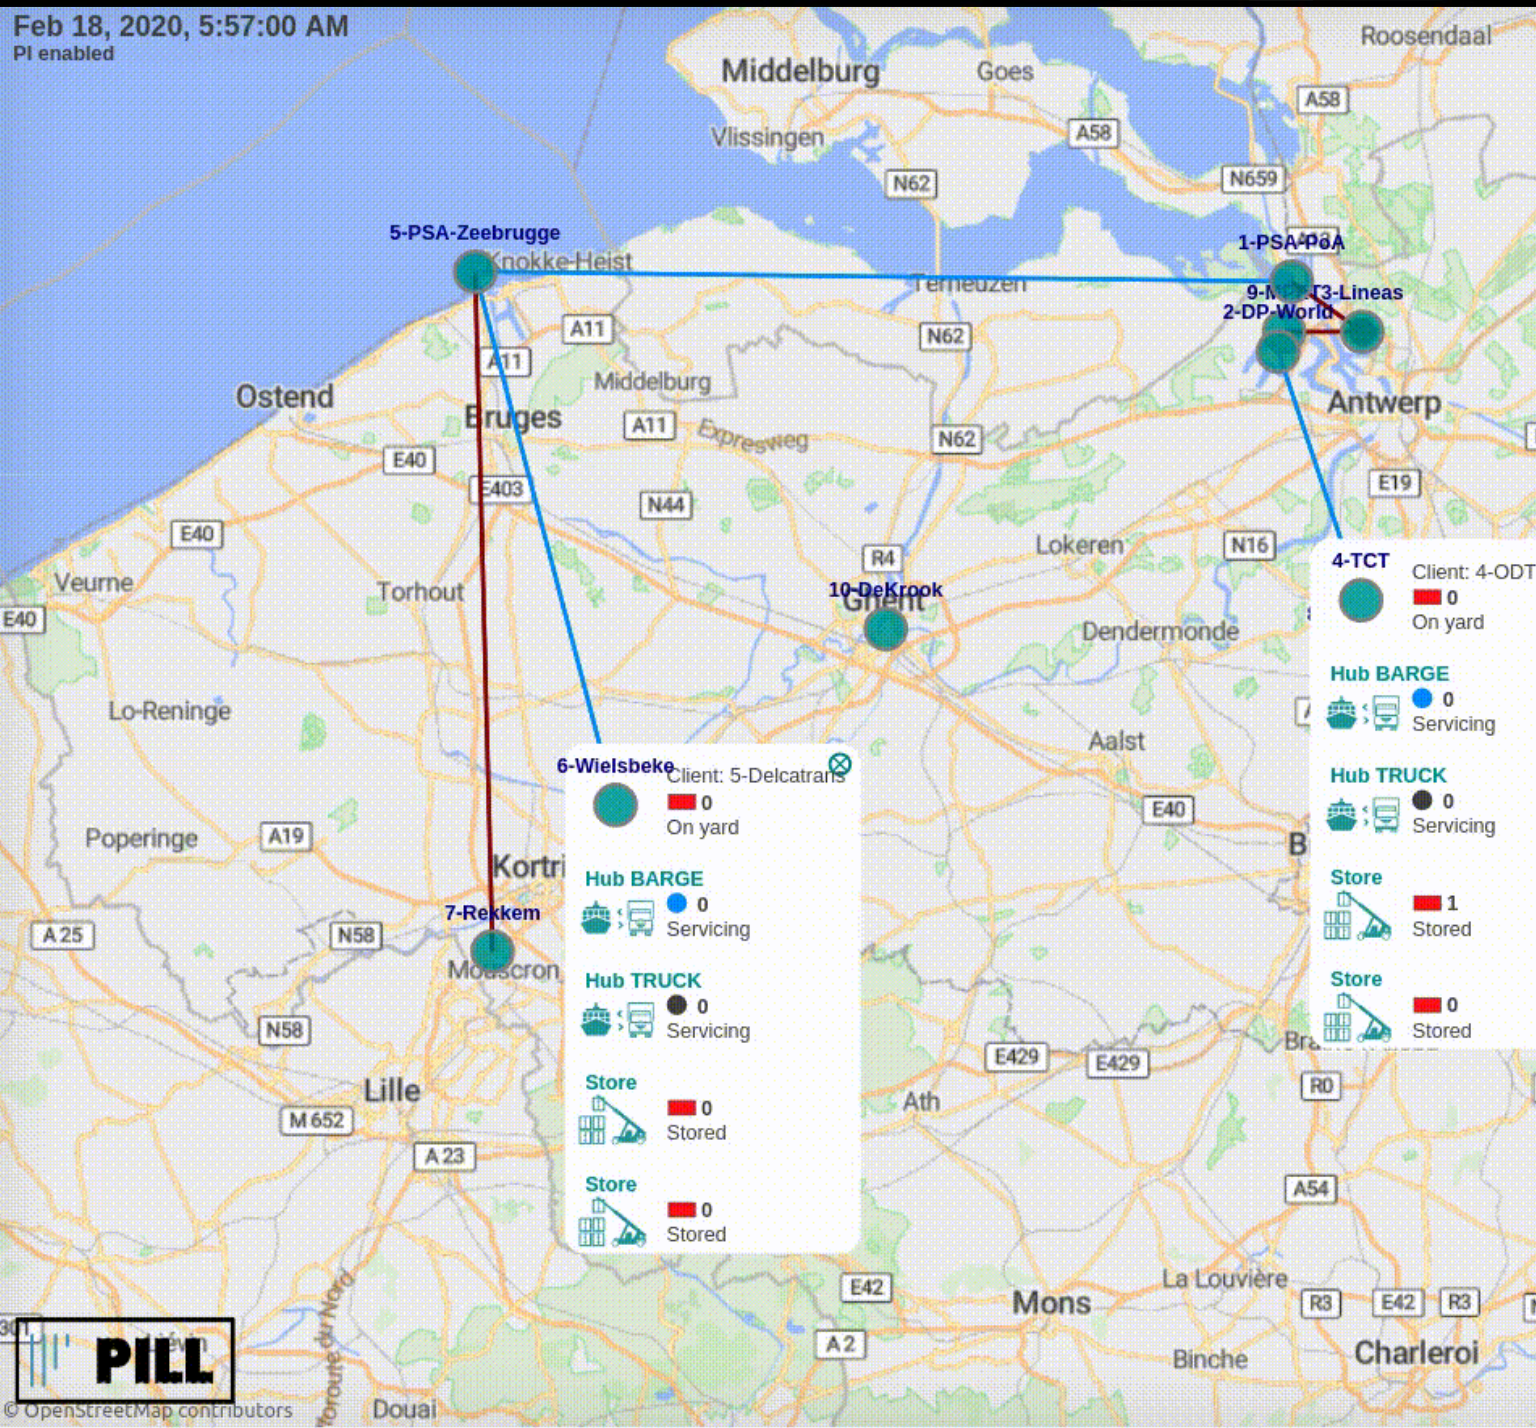 Feb 18, 2020, 5:57:00 AM
PI enabled
Roosendaal
Middelburg
Goes
A58
Vlissingen
A58
N62
N659
5-PSA-Zeebrugge
1-PSA-PoA
Knokke-Heist
Terneuzen
3-Lineas
2-DP-World
A11
N62
A11
Middelburg
Ostend
Bruges
Antwerp
A11
Expresweg
N62
E40
E403
E19
N44
E40
Lokeren
N16
R4
Veurne
Torhout
10-DeKrook
Ghent
E40
Dendermonde
4-TCT
Client: 4-ODT
0
On yard
Hub BARGE
0
Servicing
Lo-Reninge
Aalst
Hub TRUCK
0
Servicing
6-Wielsbeke
Client: 5-Delcatrans
0
On yard
E40
Poperinge
A19
Kortri
Hub BARGE
0
Servicing
Store
1
Stored
7-Rekkem
A 25
N58
Mouscron
Hub TRUCK
0
Servicing
Store
0
Stored
N58
E429
E429
R0
Lille
Store
0
Stored
Ath
M 652
A 23
Store
0
Stored
A54
E42
La Louvière
Mons
R3
E42
R3
A 2
Binche
Charleroi
PILL
Douai
© OpenStreetMap contributors